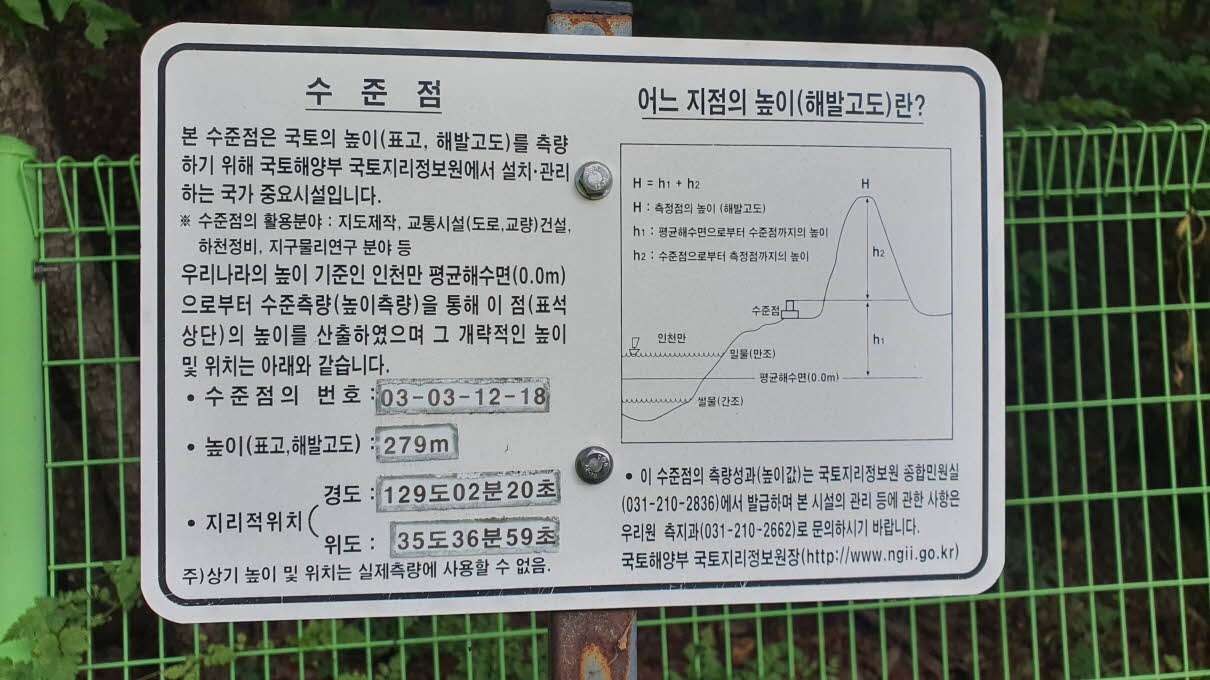 수준점
본 수준점은 국토의 높이(표고, 해발고도)를 측량
하기 위해 국토해양부 국토지리정보원에서 설치·관리
하는 국가 중요시설입니다.
※ 수준점의 활용분야 : 지도제작, 교통시설(도로,교량)건설,
하천정비, 지구물리연구 분야 등
우리나라의 높이 기준인 인천만 평균해수면(0.0m)
으로부터 수준측량(높이측량)을 통해 이 점(표석
상단)의 높이를 산출하였으며 그 개략적인 높이
및 위치는 아래와 같습니다.
• 수준점의 번호 : 03-03-12-18
• 높이(표고,해발고도) : 279m
• 지리적위치( 경도 : 129도02분20초
위도 : 35도36분59초
주)상기 높이 및 위치는 실제측량에 사용할 수 없음.
어느 지점의 높이(해발고도)란?
H = h1 + h2
H : 측정점의 높이 (해발고도)
h1 : 평균해수면으로부터 수준점까지의 높이
h2 : 수준점으로부터 측정점까지의 높이
H
h2
수준점
h1
인천만
밀물(만조)
평균해수면(0.0m)
썰물(간조)
• 이 수준점의 측량성과(높이값)는 국토지리정보원 종합민원실
(031-210-2836)에서 발급하며 본 시설의 관리 등에 관한 사항은
우리원 측지과(031-210-2662)로 문의하시기 바랍니다.
국토해양부 국토지리정보원장(http://www.ngii.go.kr)